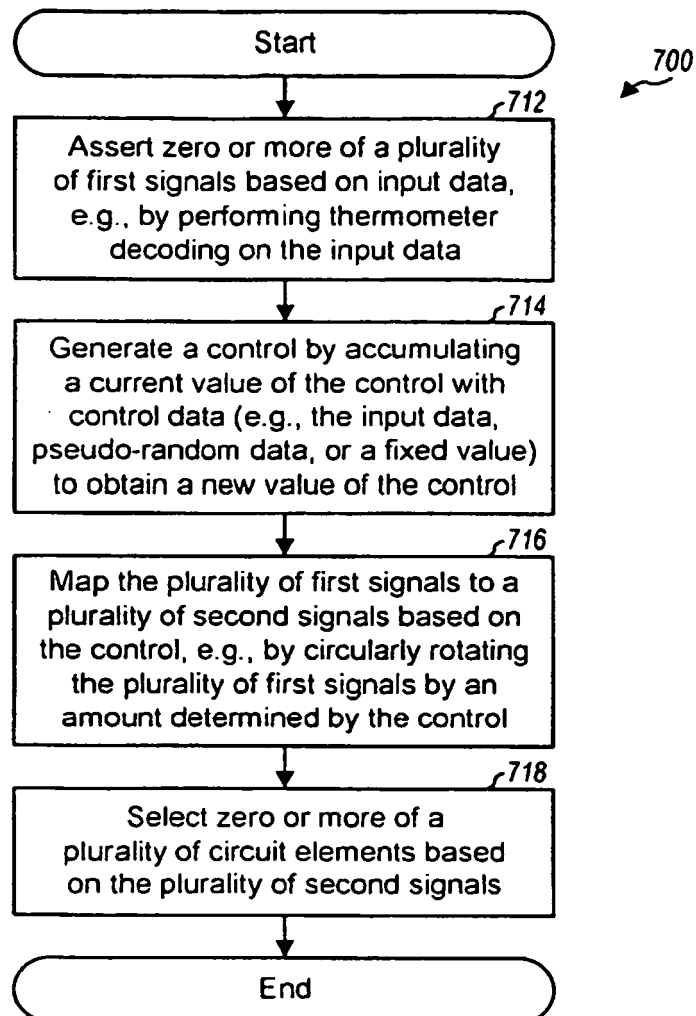 Start
700
712
Assert zero or more of a plurality
of first signals based on input data,
e.g., by performing thermometer
decoding on the input data
714
Generate a control by accumulating
a current value of the control with
control data (e.g., the input data,
pseudo-random data, or a fixed value)
to obtain a new value of the control
716
Map the plurality of first signals to a
plurality of second signals based on
the control, e.g., by circularly rotating
the plurality of first signals by an
amount determined by the control
718
Select zero or more of a
plurality of circuit elements based
on the plurality of second signals
End